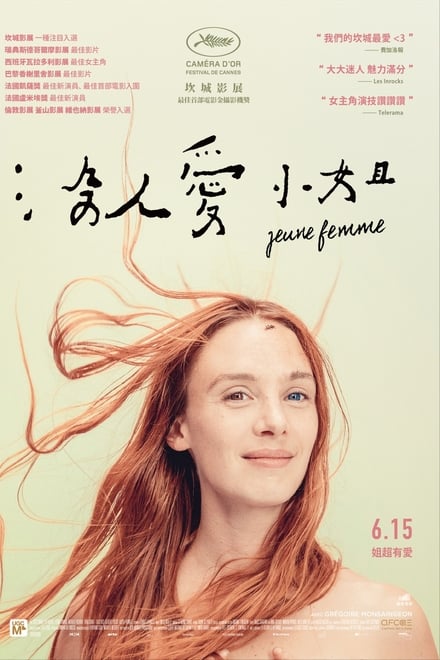 坎城影展 一種注目入選
瑞典斯德哥爾摩影展 最佳影片
西班牙瓦拉多利影展 最佳女主角
巴黎香榭里舍影展 最佳影片
法國凱薩獎 最佳新演員、最佳首部電影入圍
法國盧米埃獎 最佳新演員
倫敦影展 釜山影展 維也納影展 榮譽入選
CAMÉRA D'OR
FESTIVAL DE CANNES
坎城影展
最佳首部電影金攝影機獎
“ 我們的坎城最愛 <3 ”
—— 費加洛報
“ 大大迷人 魅力滿分 ”
—— Les Inrocks
“ 女主角演技讚讚讚 ”
—— Telerama
沒人愛小姐
jeune femme
6.15
姐超有愛
AVEC GRÉGOIRE MONSAINGEON